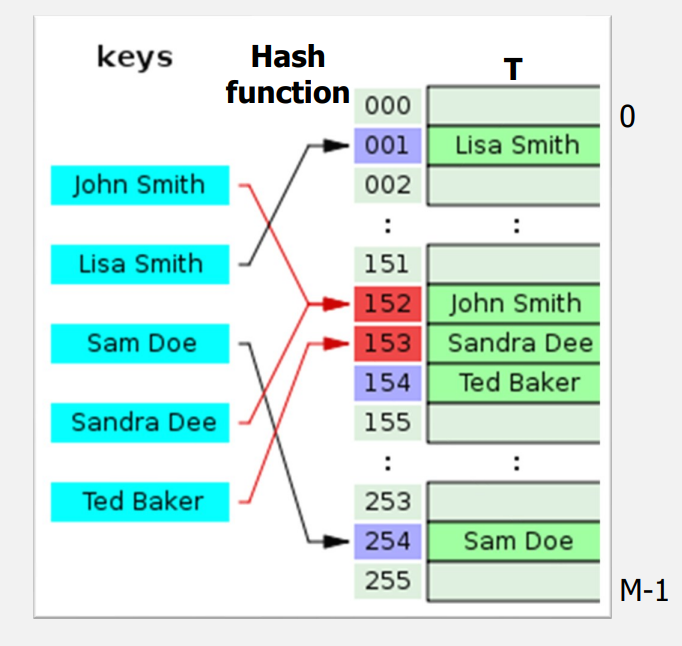 keys
Hash
function
T
John Smith
Lisa Smith
Sam Doe
Sandra Dee
Ted Baker
000
001 Lisa Smith
002
: :
151
152 John Smith
153 Sandra Dee
154 Ted Baker
155
: :
253
254 Sam Doe
255
0
M-1